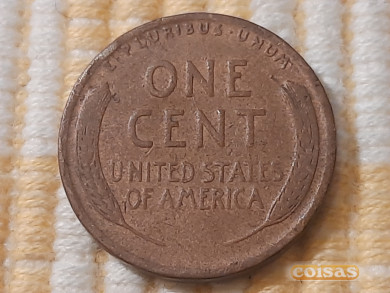 E·PLURIBUS·UNUM
ONE
CENT
UNITED STATES
OF AMERICA
coisas